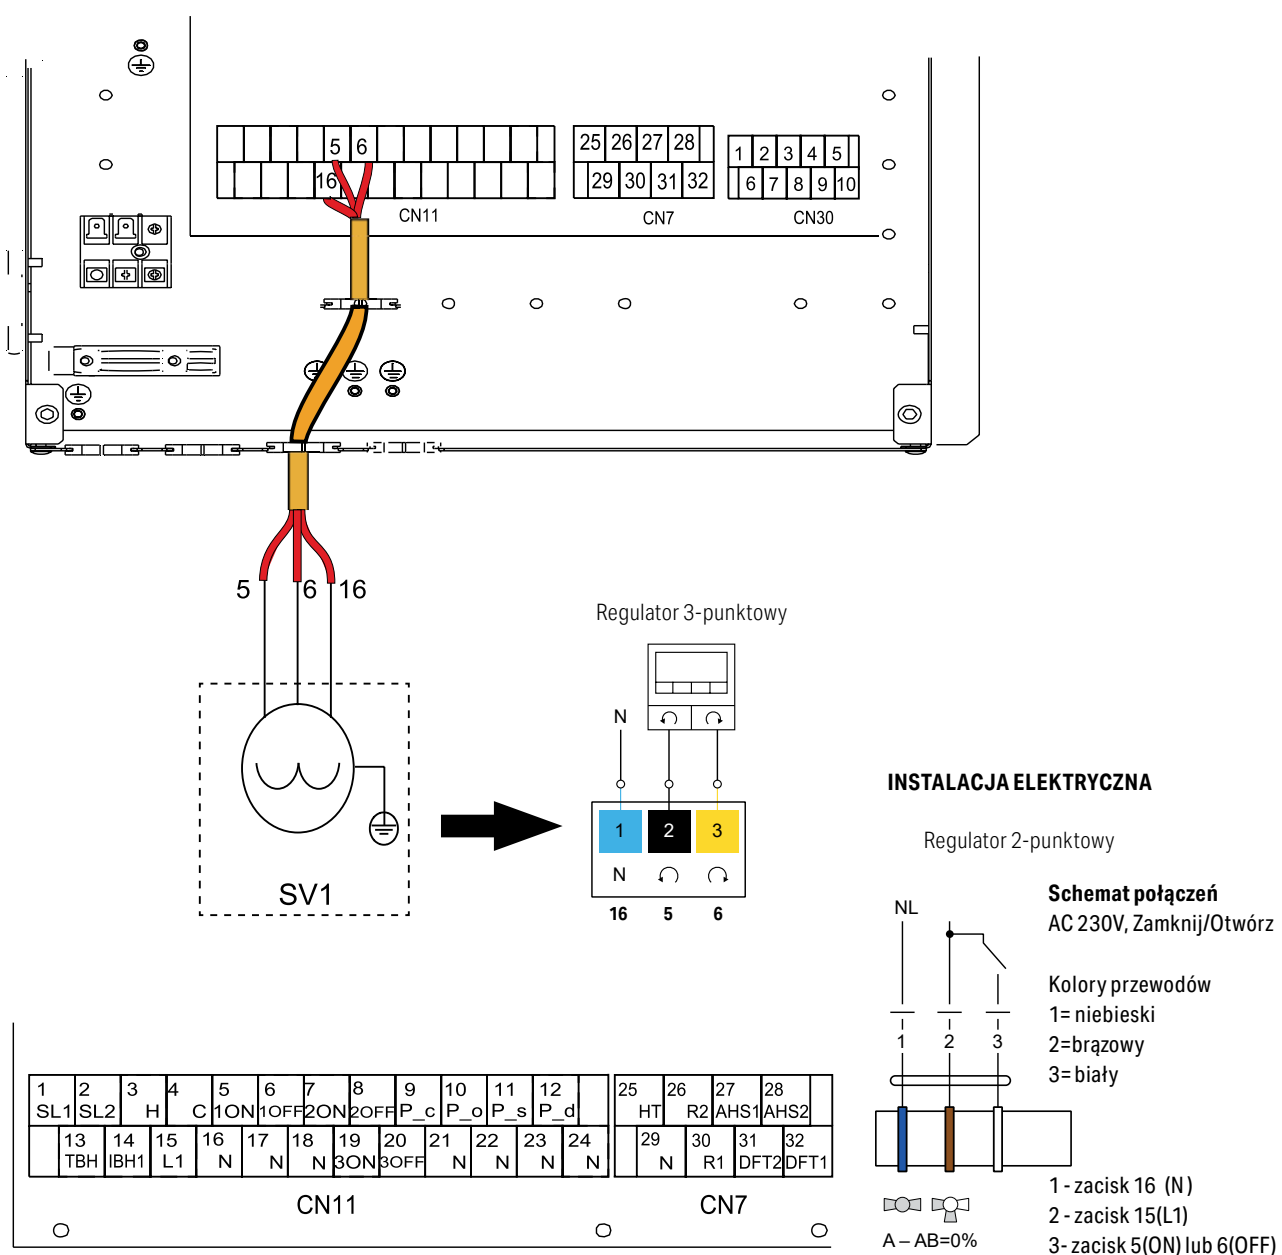 5 6
16
CN11
25 26 27 28
29 30 31 32
CN7
1 2 3 4 5
6 7 8 9 10
CN30
5 6 16
SV1
Regulator 3-punktowy
N
1 2 3
N
16 5 6
INSTALACJA ELEKTRYCZNA
Regulator 2-punktowy
Schemat połączeń
AC 230V, Zamknij/Otwórz
NL
Kolory przewodów
1= niebieski
2=brązowy
3= biały
1 2 3
1 - zacisk 16 (N)
2 - zacisk 15(L1)
3- zacisk 5(ON) lub 6(OFF)
A – AB=0%
1 2 3 4 5 6 7 8 9 10 11 12
SL1 SL2 H C 1ON 1OFF 2ON 2OFF P_c P_o P_s P_d
13 14 15 16 17 18 19 20 21 22 23 24
TBH IBH1 L1 N N N 3ON 3OFF N N N N
CN11
25 26 27 28
HT R2 AHS1 AHS2
29 30 31 32
N R1 DFT2 DFT1
CN7